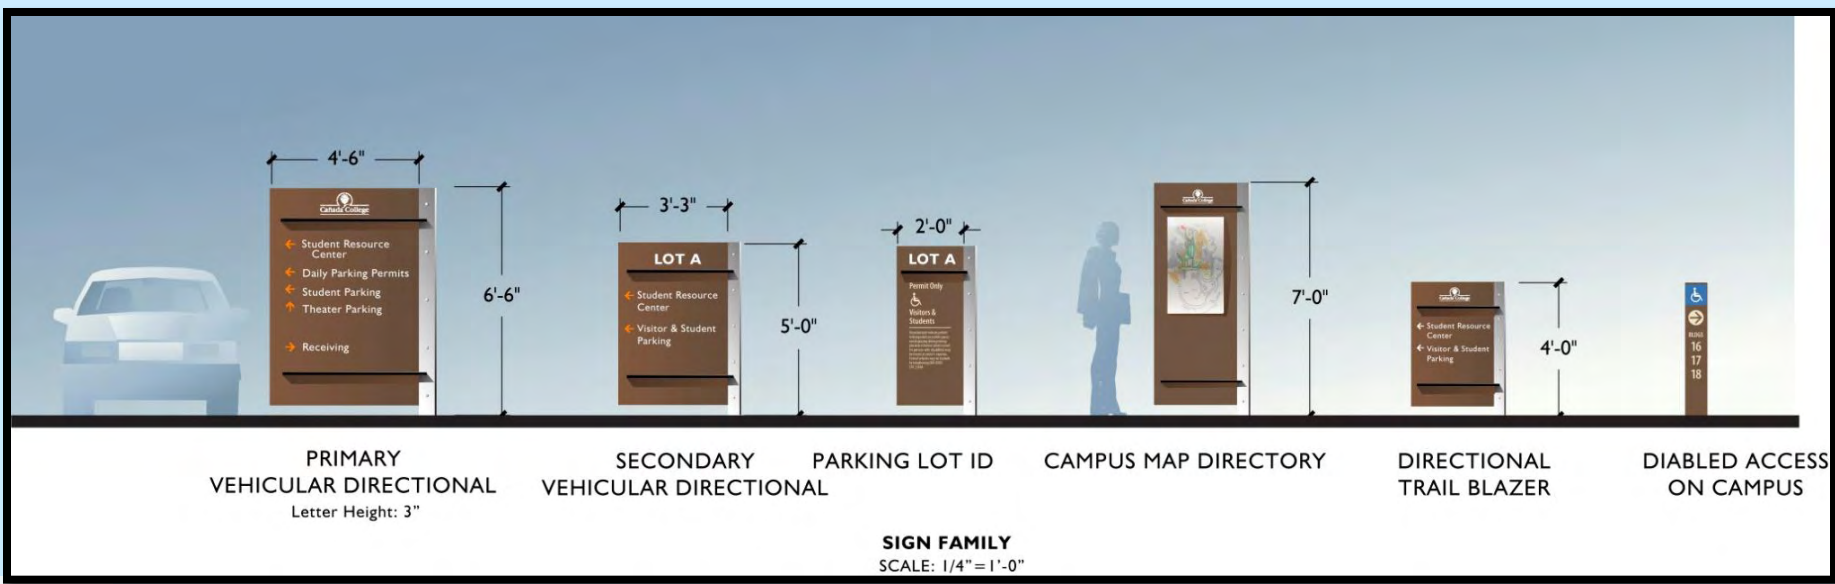 4'-6"
Cañada College
Student Resource
Center
Daily Parking Permits
Student Parking
Theater Parking
Receiving
6'-6"
3'-3"
LOT A
Student Resource
Center
Visitor & Student
Parking
5'-0"
2'-0"
LOT A
Permit Only
Visitors &
Students
Cañada College
7'-0"
Cañada College
Student Resource
Center
Visitor & Student
Parking
4'-0"
16
17
18
PRIMARY
VEHICULAR DIRECTIONAL
Letter Height: 3"
SECONDARY
VEHICULAR DIRECTIONAL
PARKING LOT ID
CAMPUS MAP DIRECTORY
DIRECTIONAL
TRAIL BLAZER
DIABLED ACCESS
ON CAMPUS
SIGN FAMILY
SCALE: 1/4"=1'-0"